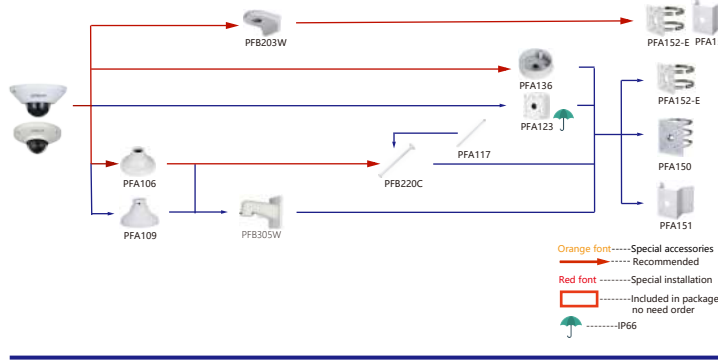 PFB203W
PFA152-E
PFA1
PFA136
PFA152-E
PFA123
PFA117
PFA150
PFA106
PFB220C
PFA109
PFB305W
PFA151
Orange font -----Special accessories
-----Recommended
Red font -----Special installation
-----Included in package
no need order
-----IP66